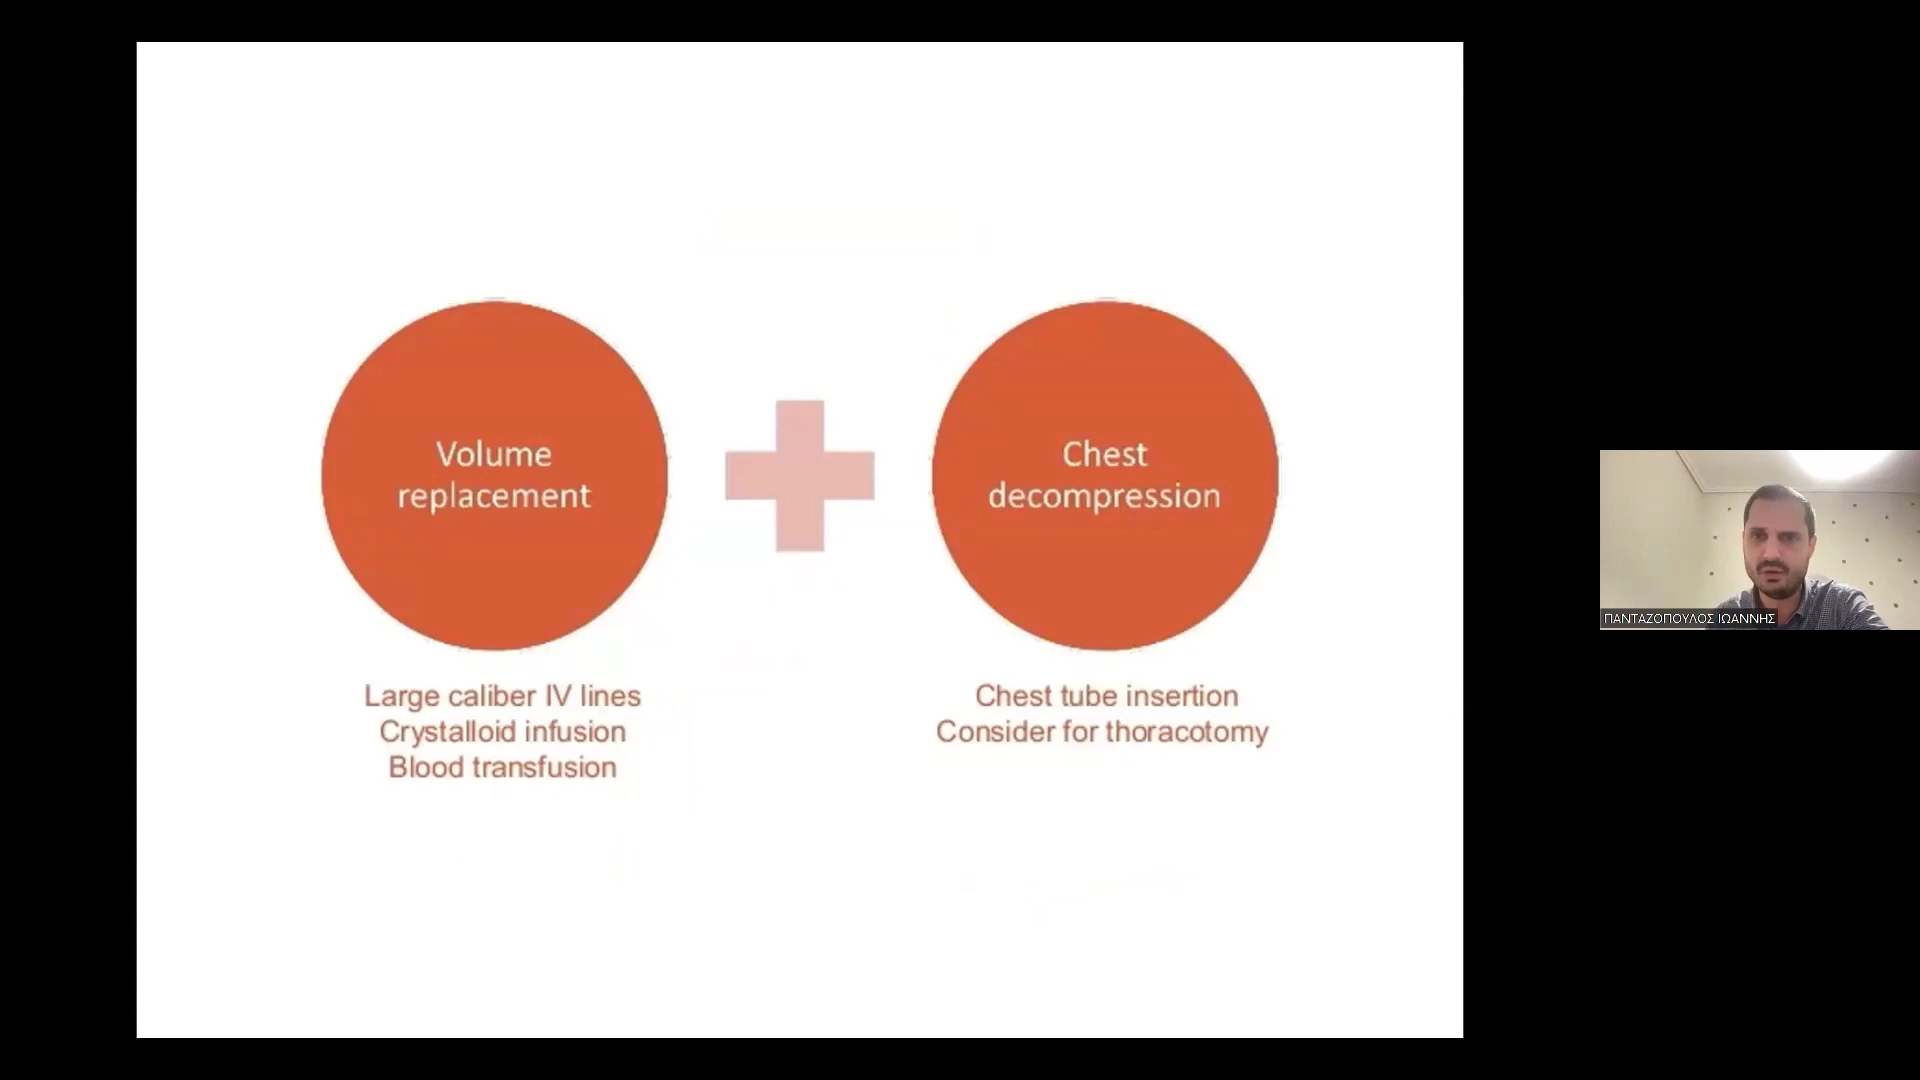 Volume
replacement
Chest
decompression
Large caliber IV lines
Crystalloid infusion
Blood transfusion
Chest tube insertion
Consider for thoracotomy
ΠΑΝΤΑΖΟΠΟΥΛΟΣ ΙΩΑΝΝΗΣ